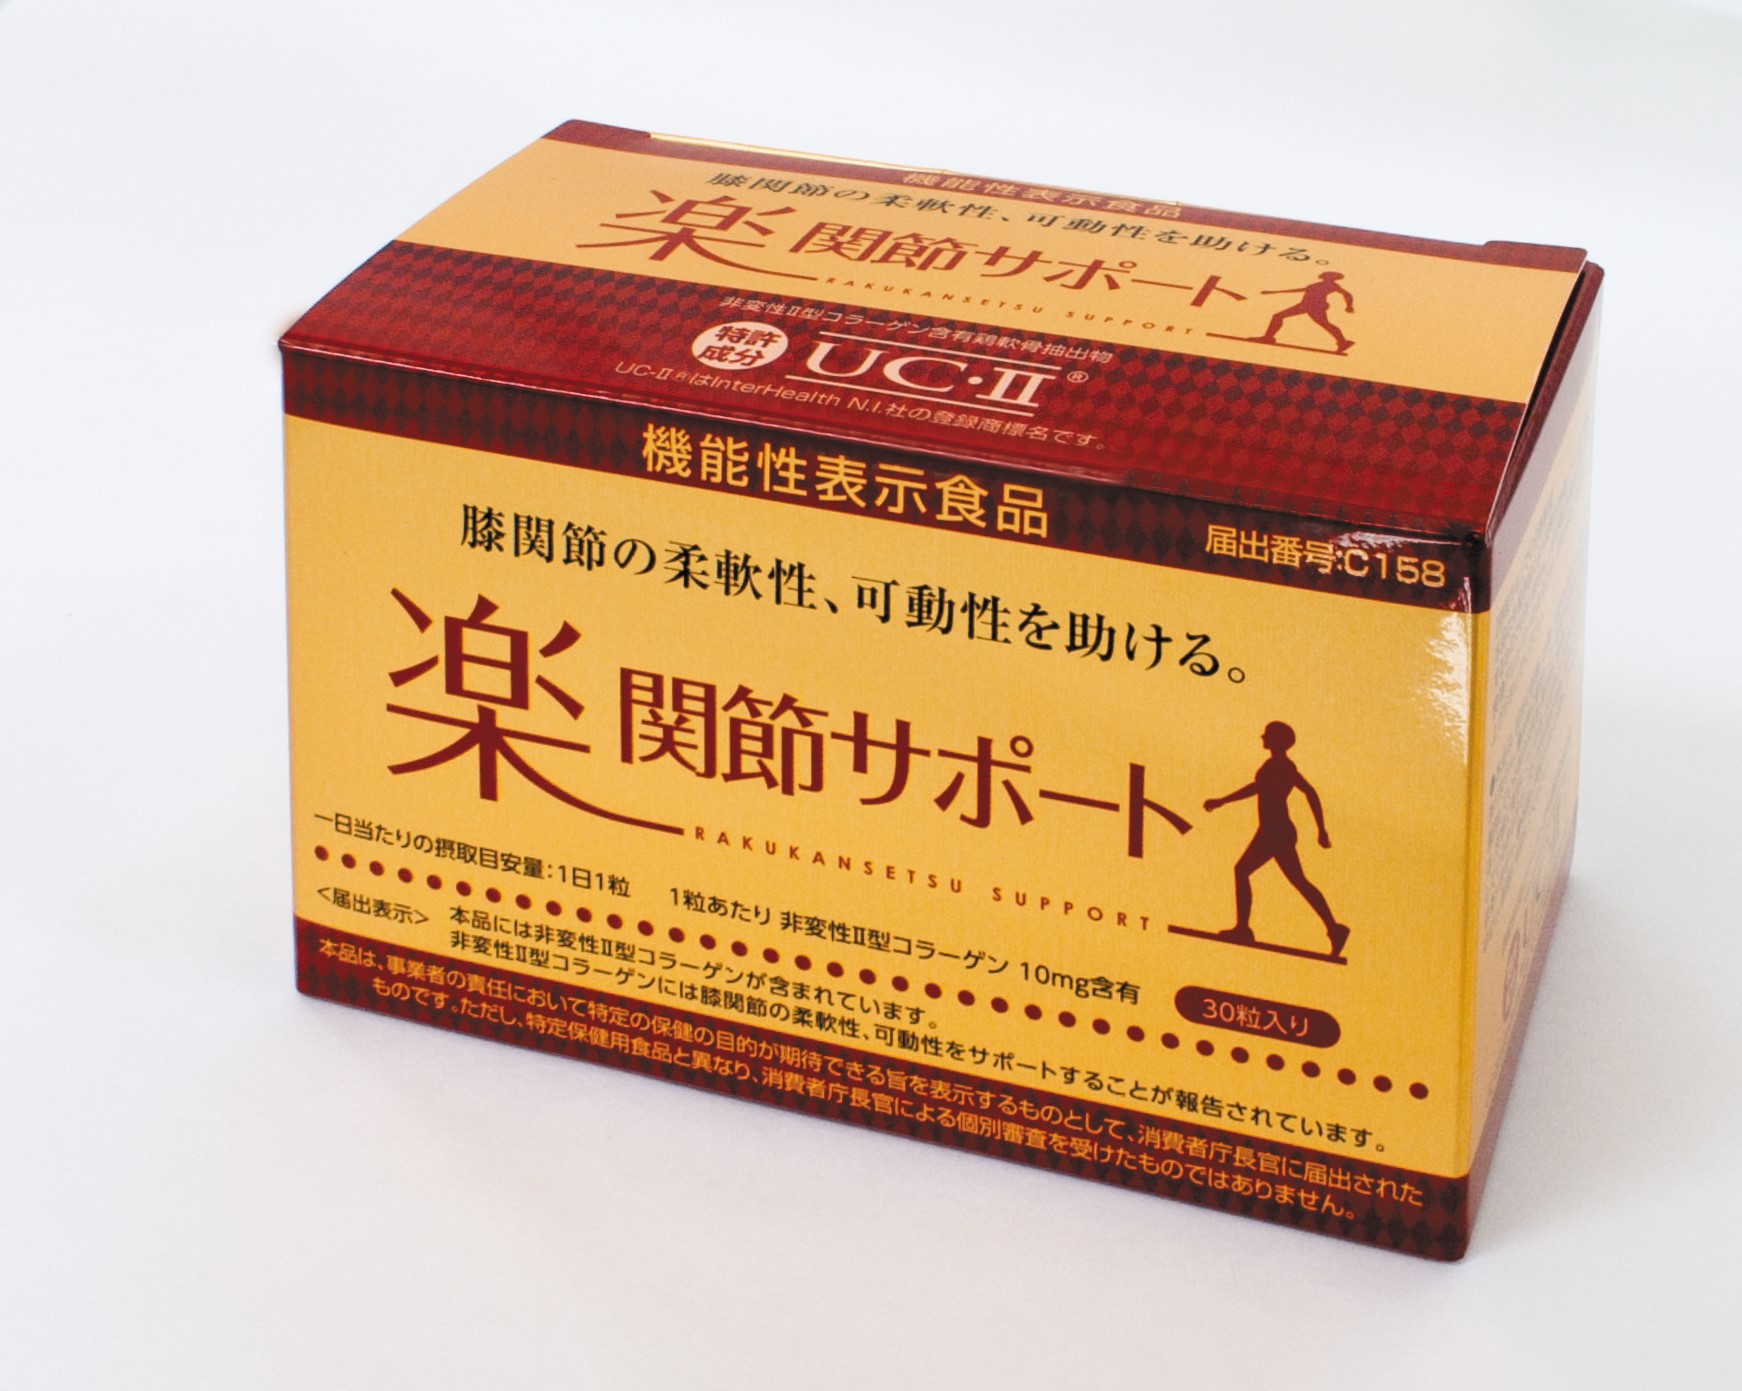 機能性表示食品
膝関節の柔軟性、可動性を助ける。
楽関節サポート
RAKUKANSETSU SUPPORT
非変性Ⅱ型コラーゲン含有鶏軟骨抽出物
特許
成分
UC・Ⅱ®
UC-Ⅱ®はInterHealth N.I.社の登録商標名です。
機能性表示食品
届出番号:C158
膝関節の柔軟性、可動性を助ける。
楽関節サポート
RAKUKANSETSU SUPPORT
一日当たりの摂取目安量:1日1粒 1粒あたり 非変性Ⅱ型コラーゲン 10mg含有
30粒入り
<届出表示> 本品には非変性Ⅱ型コラーゲンが含まれています。
非変性Ⅱ型コラーゲンには膝関節の柔軟性、可動性をサポートすることが報告されています。
本品は、事業者の責任において特定の保健の目的が期待できる旨を表示するものとして、消費者庁長官に届出された
ものです。ただし、特定保健用食品と異なり、消費者庁長官による個別審査を受けたものではありません。